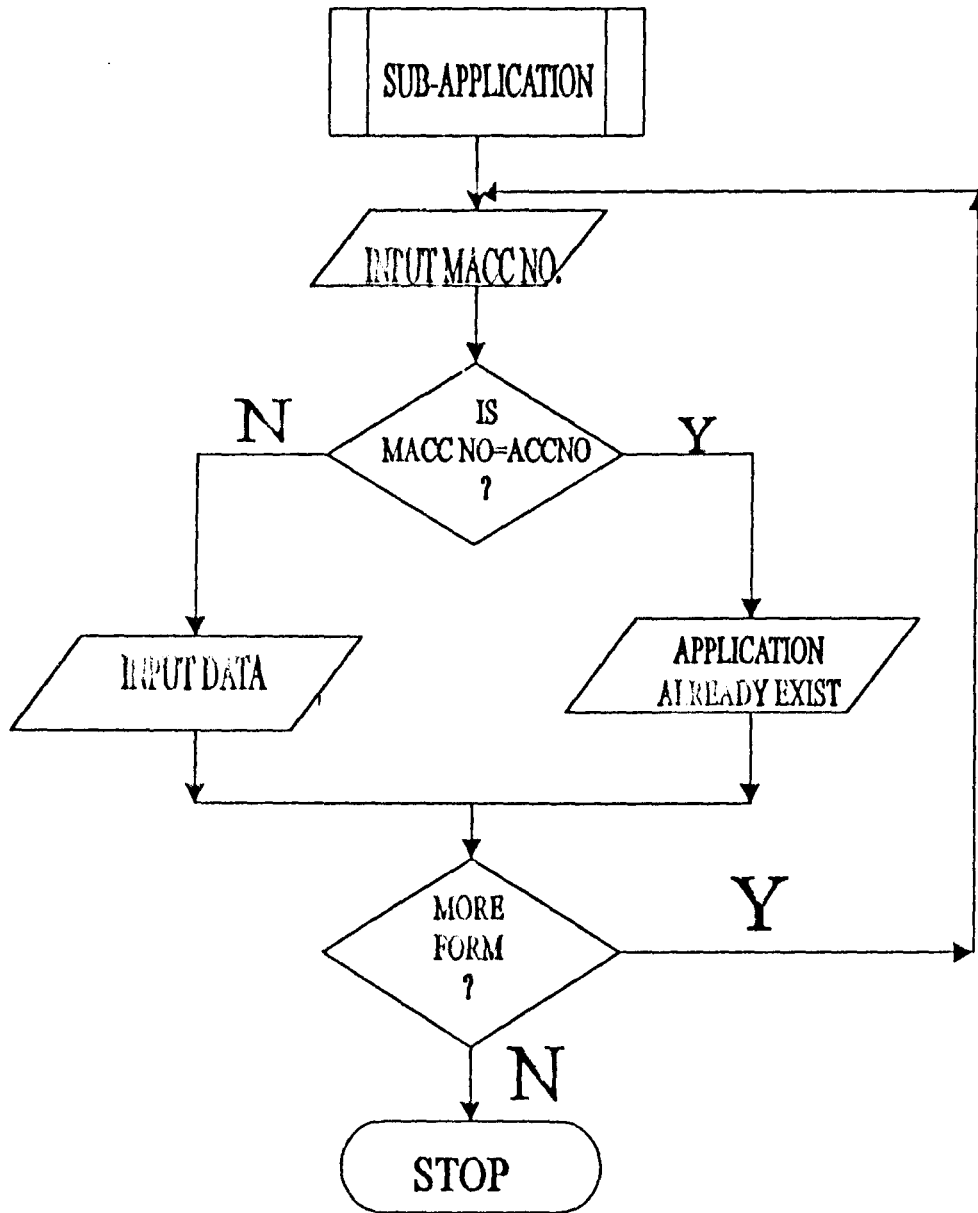 SUB-APPLICATION
INPUT MACC NO.
N
IS
MACC NO=ACCNO
?
Y
INPUT DATA
APPLICATION
ALREADY EXIST
MORE
FORM
?
Y
N
STOP